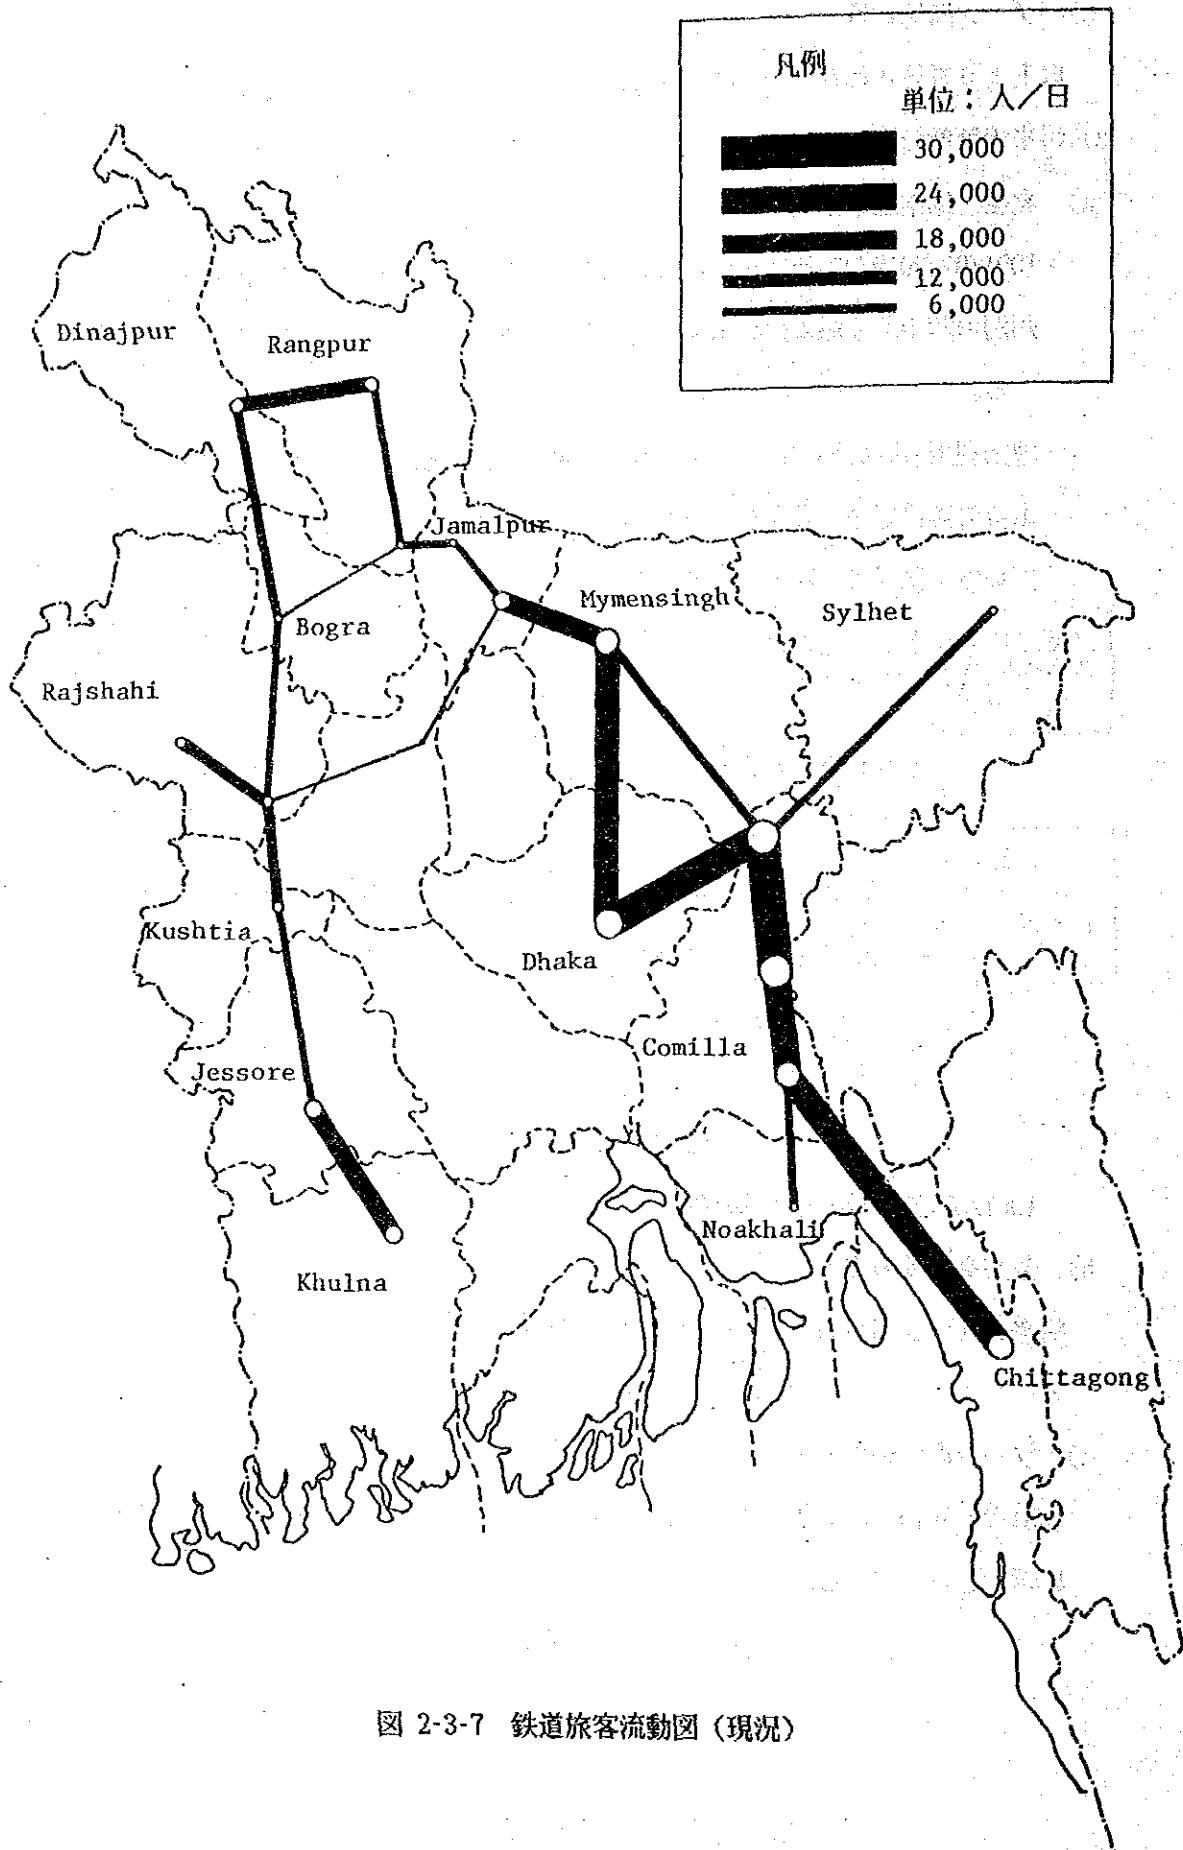 凡例
単位：人／日
30,000
24,000
18,000
12,000
6,000
Dinajpur
Rangpur
Jamalpur
Mymensingh
Sylhet
Bogra
Rajshahi
Kushtia
Dhaka
Comilla
Jessore
Noakhali
Khulna
Chittagong
図 2-3-7 鉄道旅客流動図（現況）